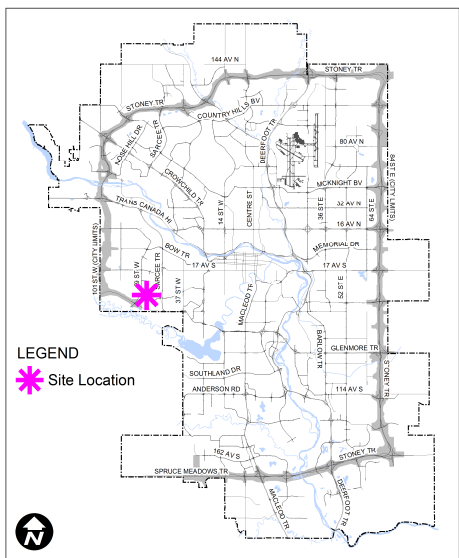 144 AV N
STONEY TR
STONEY TR
COUNTRY HILLS BV
SARCEE TR
DEERFOOT TR
80 AV N
CROWCHILD TR
MCKNIGHT BV
14 ST W
CENTRE ST
36 ST E
32 AV N
64 ST E
84 ST E (CITY LIMITS)
TRANS CANADA HI
16 AV N
BOW TR
MEMORIAL DR
17 AV S
17 AV S
101 ST W (CITY LIMITS)
SARCEE TR
37 ST W
52 ST E
MACLEOD TR
BARLOW TR
GLENMORE TR
LEGEND
Site Location
SOUTHLAND DR
ANDERSON RD
114 AV S
STONEY TR
162 AV S
STONEY TR
SPRUCE MEADOWS TR
MACLEOD TR
DEERFOOT TR
N